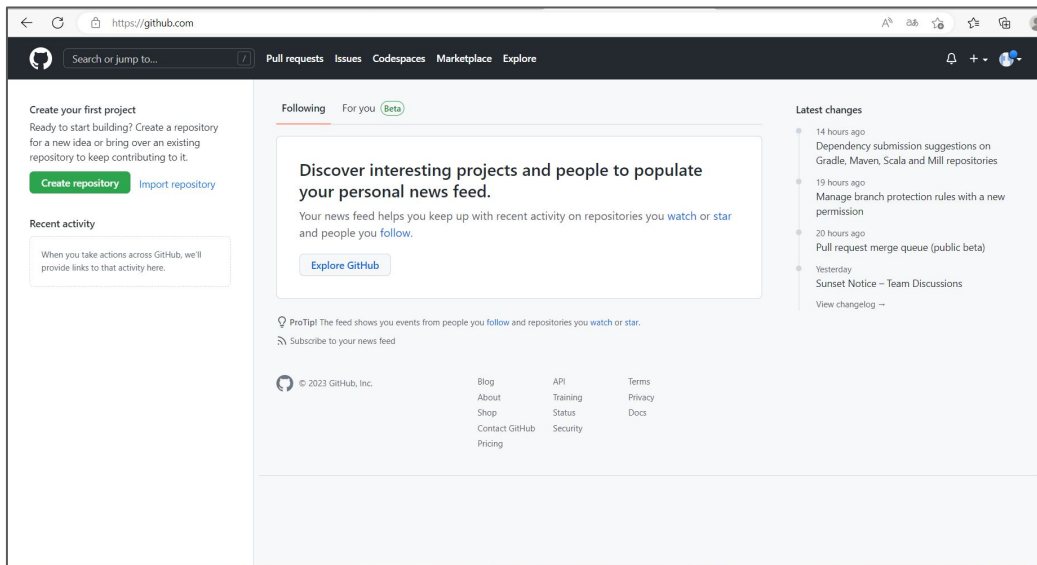 https://github.com
Search or jump to...
/
Pull requests Issues Codespaces Marketplace Explore
Create your first project
Ready to start building? Create a repository
for a new idea or bring over an existing
repository to keep contributing to it.
Create repository Import repository
Recent activity
When you take actions across GitHub, we'll
provide links to that activity here.
Following For you Beta
Discover interesting projects and people to populate
your personal news feed.
Your news feed helps you keep up with recent activity on repositories you watch or star
and people you follow.
Explore GitHub
ProTip! The feed shows you events from people you follow and repositories you watch or star.
Subscribe to your news feed
Latest changes
14 hours ago
Dependency submission suggestions on
Gradle, Maven, Scala and Mill repositories
19 hours ago
Manage branch protection rules with a new
permission
20 hours ago
Pull request merge queue (public beta)
Yesterday
Sunset Notice – Team Discussions
View changelog →
© 2023 GitHub, Inc.
Blog API Terms
About Training Privacy
Shop Status Docs
Contact GitHub Security
Pricing